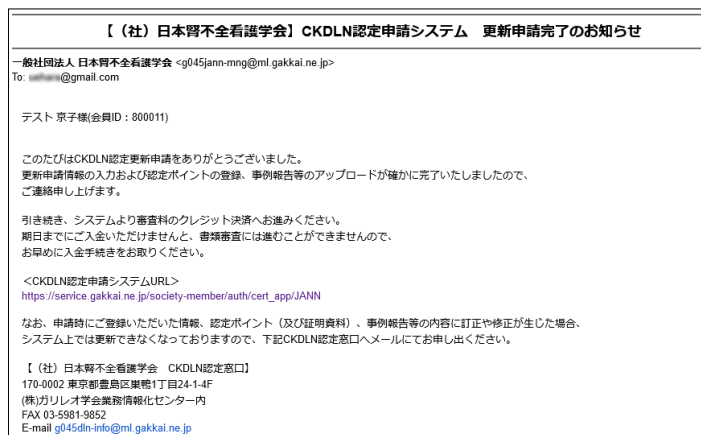 【（社）日本腎不全看護学会】CKDLN認定申請システム　更新申請完了のお知らせ
一般社団法人 日本腎不全看護学会 <g045jann-mng@ml.gakkai.ne.jp>
To: @gmail.com
テスト 京子様(会員ID：800011)
このたびはCKDLN認定更新申請をありがとうございました。
更新申請情報の入力および認定ポイントの登録、事例報告等のアップロードが確かに完了いたしましたので、
ご連絡申し上げます。
引き続き、システムより審査料のクレジット決済へお進みください。
期日までにご入金いただけませんと、書類審査には進むことができませんので、
お早めに入金手続きをお取りください。
＜CKDLN認定申請システムURL＞
https://service.gakkai.ne.jp/society-member/auth/cert_app/JANN
なお、申請時にご登録いただいた情報、認定ポイント（及び証明資料）、事例報告等の内容に訂正や修正が生じた場合、
システム上では更新できなくなっておりますので、下記CKDLN認定窓口へメールにてお申し出ください。
【（社）日本腎不全看護学会　CKDLN認定窓口】
170-0002 東京都豊島区巣鴨1丁目24-1-4F
(株)ガリレオ学会業務情報化センター内
FAX 03-5981-9852
E-mail g045dln-info@ml.gakkai.ne.jp